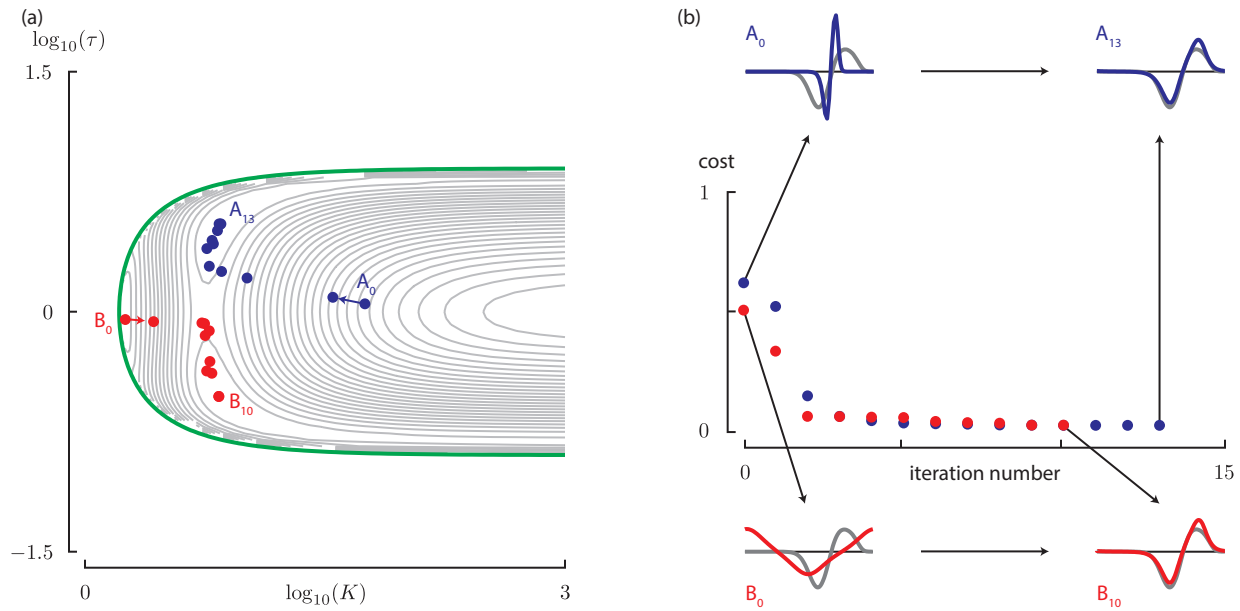 (a)
log₁₀(τ)
1.5
0
−1.5
0
log₁₀(K)
3
A₁₃
A₀
B₀
B₁₀
(b)
A₀
A₁₃
cost
1
0
0
iteration number
15
B₀
B₁₀